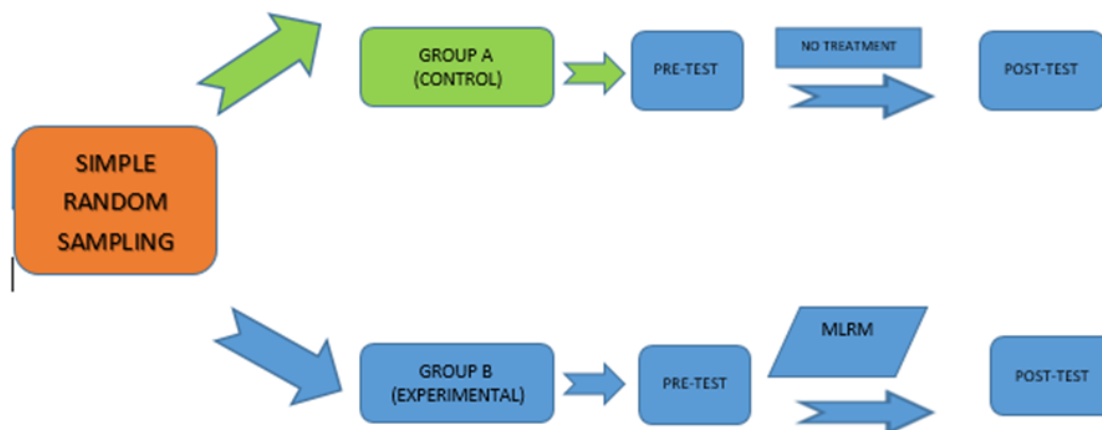 SIMPLE
RANDOM
SAMPLING
GROUP A
(CONTROL)
PRE-TEST
NO TREATMENT
POST-TEST
GROUP B
(EXPERIMENTAL)
PRE-TEST
MLRM
POST-TEST